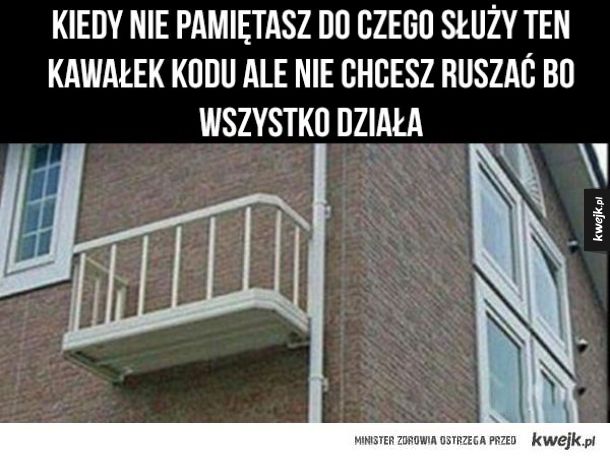 KIEDY NIE PAMIĘTASZ DO CZEGO SŁUŻY TEN
KAWAŁEK KODU ALE NIE CHCESZ RUSZAĆ BO
WSZYSTKO DZIAŁA
kwejk.pl
MINISTER ZDROWIA OSTRZEGA PRZED kwejk.pl